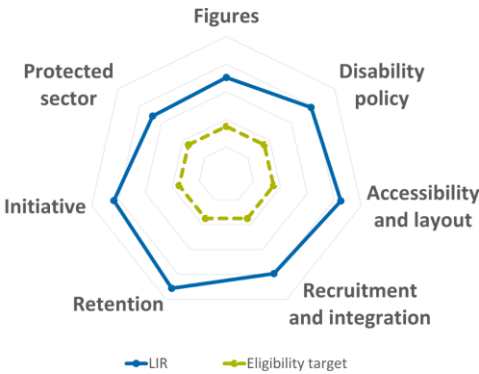 Figures
Protected
sector
Disability
policy
Initiative
Accessibility
and layout
Retention
Recruitment
and integration
LIR
Eligibility target